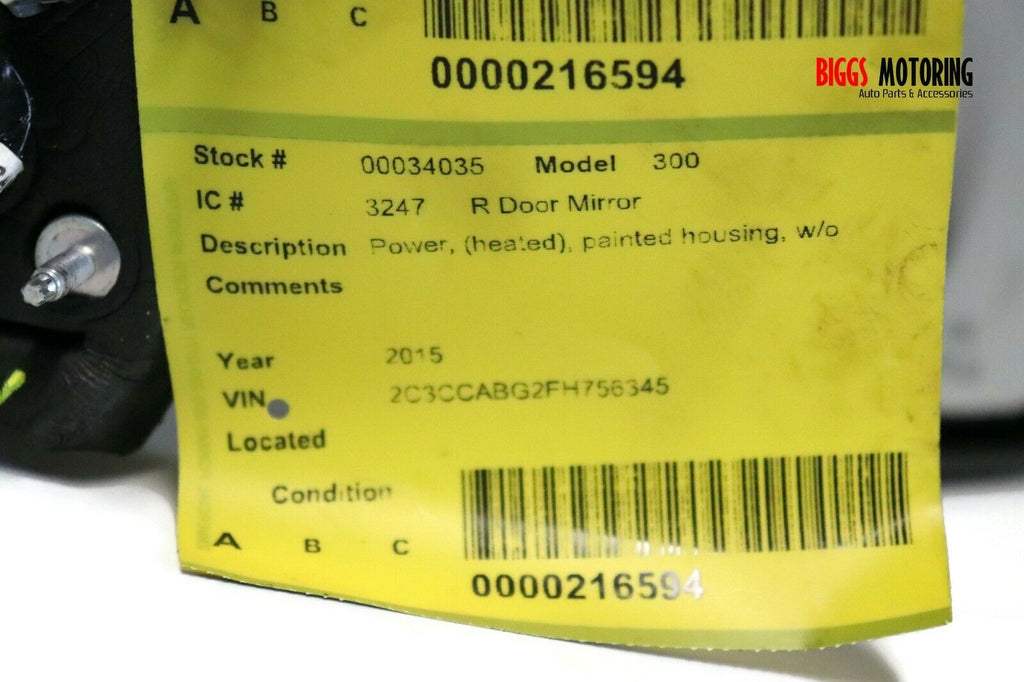 A B C
0000216594
BIGGS MOTORING
Auto Parts & Accessories
Stock # 00034035 Model 300
IC # 3247 R Door Mirror
Description Power, (heated), painted housing, w/o
Comments
Year 2015
VIN 2C3CCABG2FH756345
Located
Condition
A B C
0000216594